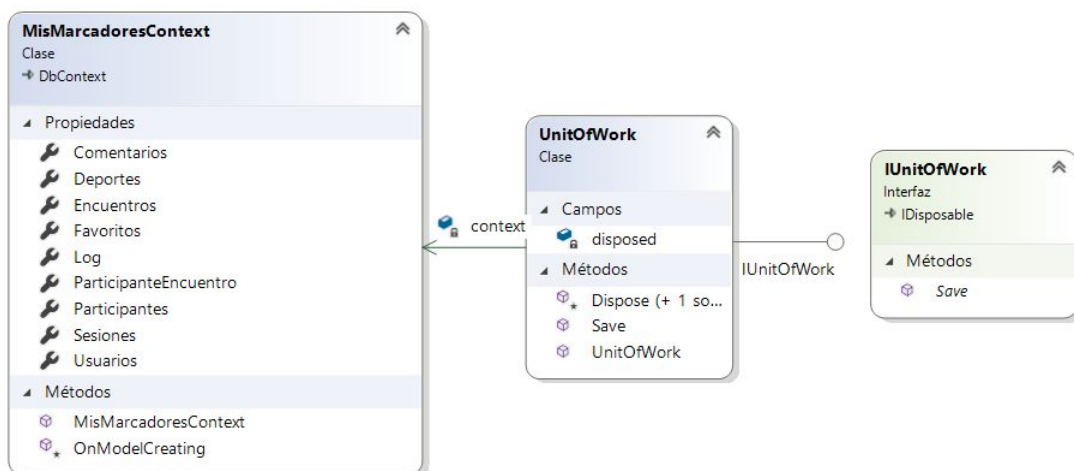 MisMarcadoresContext
Clase
DbContext
Propiedades
Comentarios
Deportes
Encuentros
Favoritos
Log
ParticipanteEncuentro
Participantes
Sesiones
Usuarios
Métodos
MisMarcadoresContext
OnModelCreating
context
UnitOfWork
Clase
Campos
disposed
Métodos
Dispose (+ 1 so...
Save
UnitOfWork
IUnitOfWork
IUnitOfWork
Interfaz
IDisposable
Métodos
Save